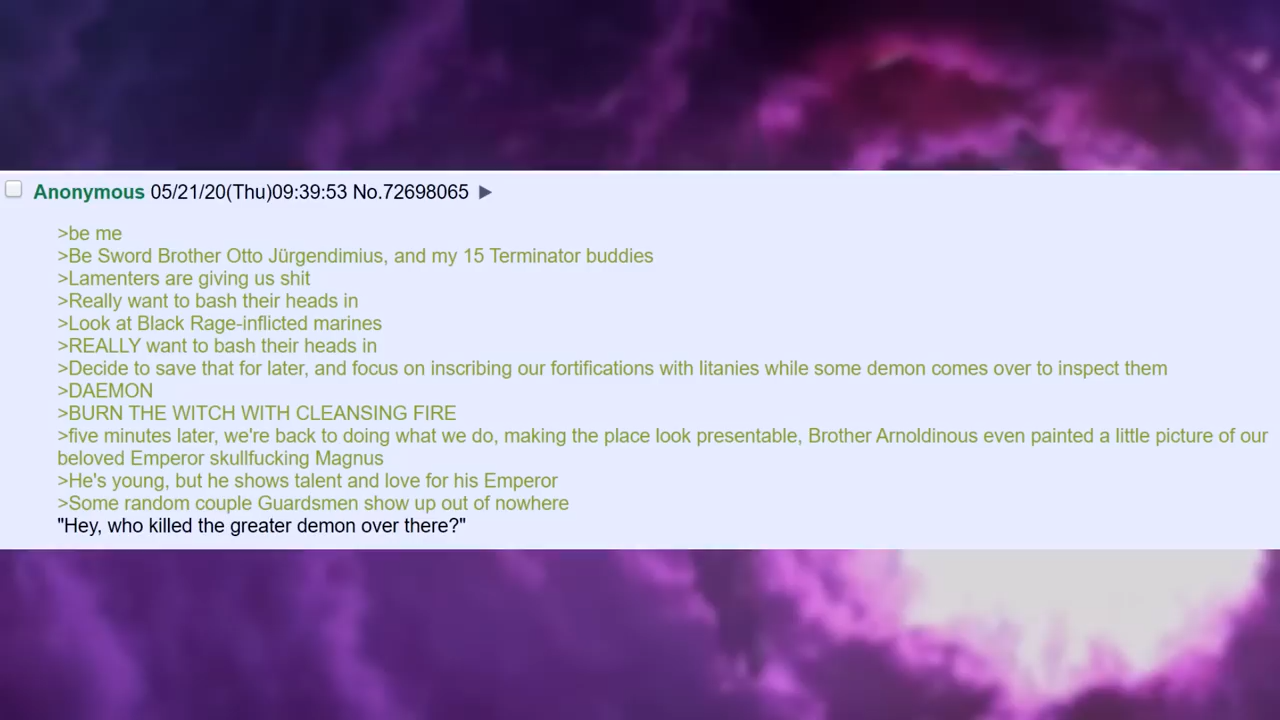 Anonymous 05/21/20(Thu)09:39:53 No.72698065 ▶
>be me
>Be Sword Brother Otto Jürgendimius, and my 15 Terminator buddies
>Lamenters are giving us shit
>Really want to bash their heads in
>Look at Black Rage-inflicted marines
>REALLY want to bash their heads in
>Decide to save that for later, and focus on inscribing our fortifications with litanies while some demon comes over to inspect them
>DAEMON
>BURN THE WITCH WITH CLEANSING FIRE
>five minutes later, we're back to doing what we do, making the place look presentable, Brother Arnoldinous even painted a little picture of our
beloved Emperor skullfucking Magnus
>He's young, but he shows talent and love for his Emperor
>Some random couple Guardsmen show up out of nowhere
"Hey, who killed the greater demon over there?"